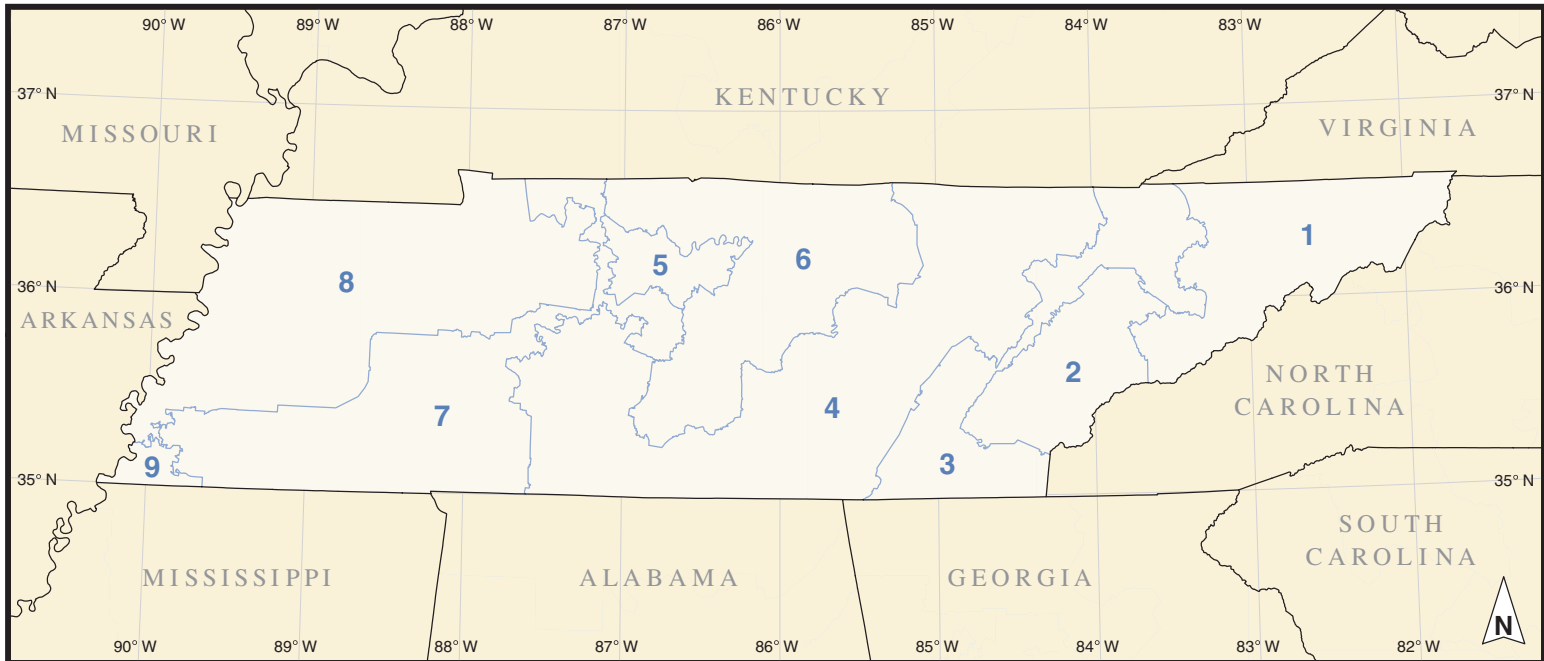 90° W 89° W 88° W 87° W 86° W 85° W 84° W 83° W
37° N
KENTUCKY
37° N
MISSOURI
VIRGINIA
1
6
5
8
36° N
36° N
ARKANSAS
2
NORTH
CAROLINA
4
7
3
9
35° N
35° N
SOUTH
CAROLINA
MISSISSIPPI
ALABAMA
GEORGIA
N
90° W 89° W 88° W 87° W 86° W 85° W 84° W 83° W 82° W